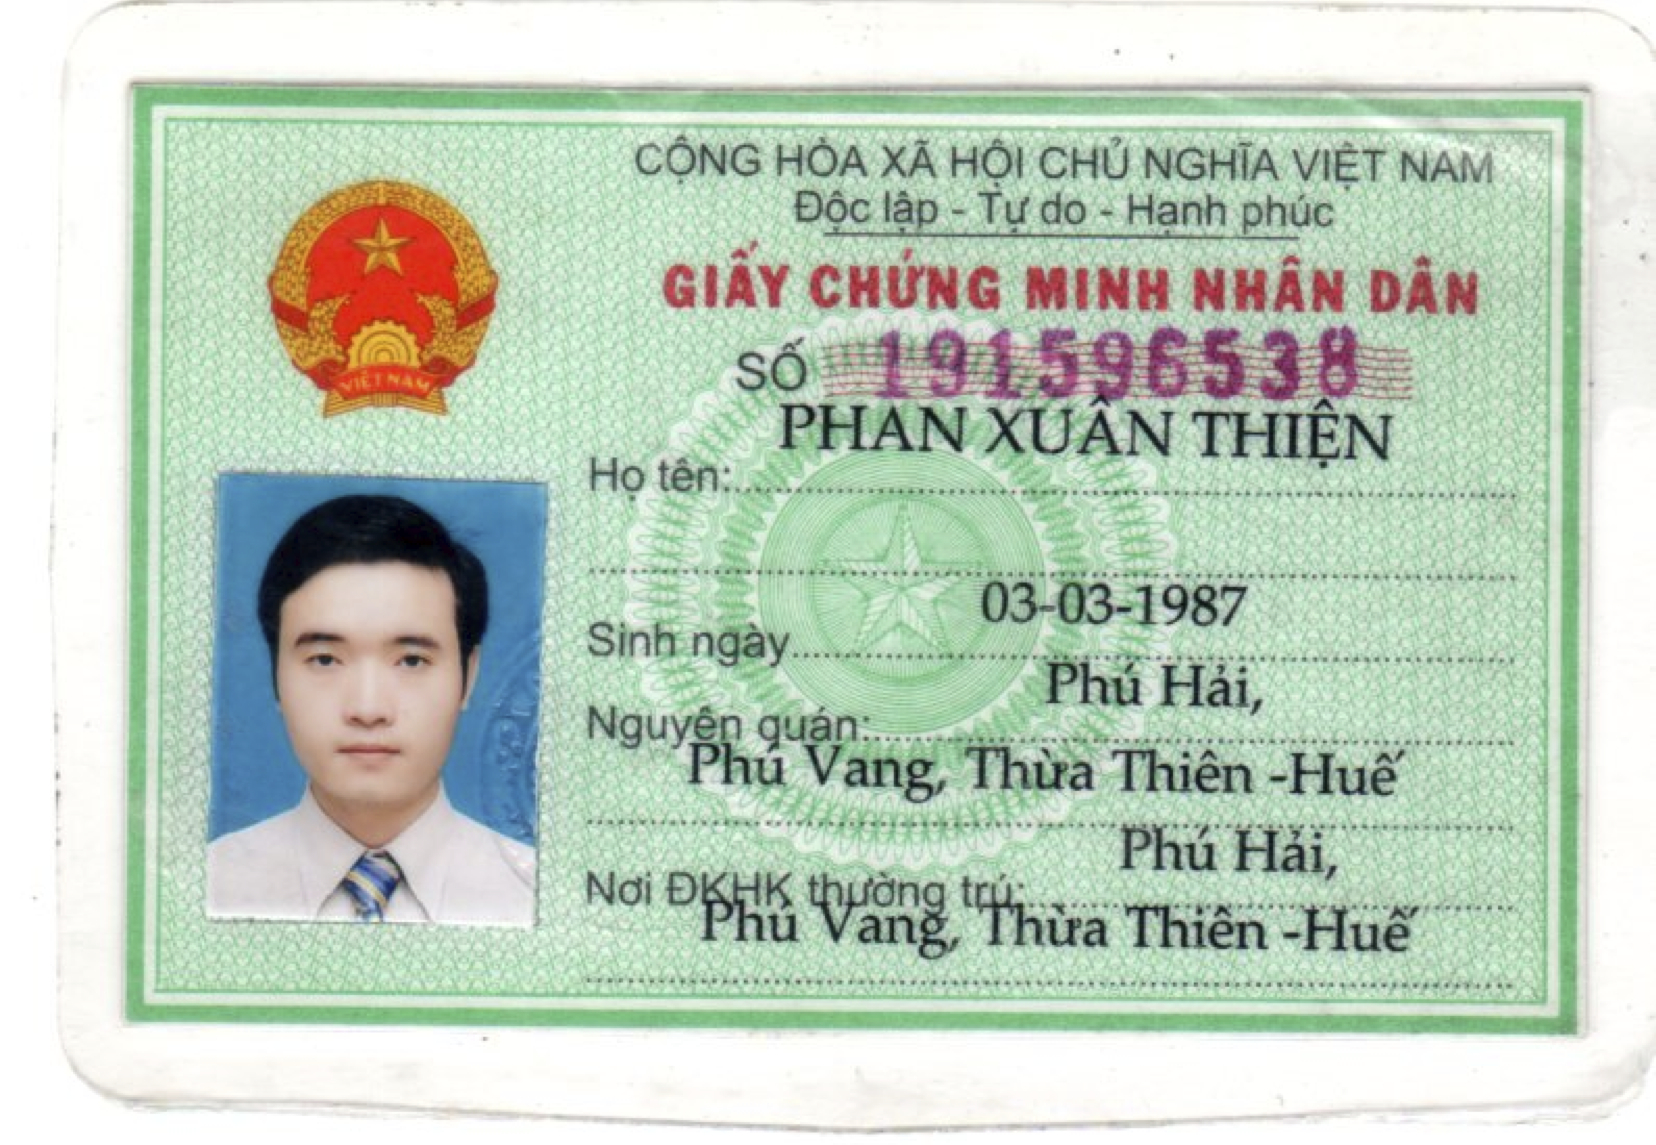 CỘNG HÒA XÃ HỘI CHỦ NGHĨA VIỆT NAM
Độc lập - Tự do - Hạnh phúc
GIẤY CHỨNG MINH NHÂN DÂN
SỐ 191596538
PHAN XUÂN THIỆN
Họ tên:
03-03-1987
Sinh ngày
Phú Hải,
Nguyên quán:
Phú Vang, Thừa Thiên -Huế
Phú Hải,
Nơi ĐKHK thường trú:
Phú Vang, Thừa Thiên -Huế
VIỆT NAM